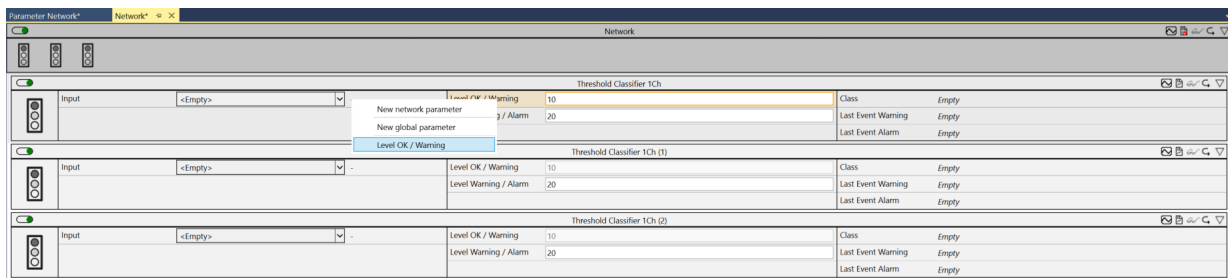 Parameter Network* Network*
Network
Threshold Classifier 1Ch
Input <Empty> - Level OK / Warning 10 Class Empty
New network parameter
/ Alarm 20 Last Event Warning Empty
New global parameter
Last Event Alarm Empty
Level OK / Warning
Threshold Classifier 1Ch (1)
Input <Empty> - Level OK / Warning 10 Class Empty
Level Warning / Alarm 20 Last Event Warning Empty
Last Event Alarm Empty
Threshold Classifier 1Ch (2)
Input <Empty> - Level OK / Warning 10 Class Empty
Level Warning / Alarm 20 Last Event Warning Empty
Last Event Alarm Empty